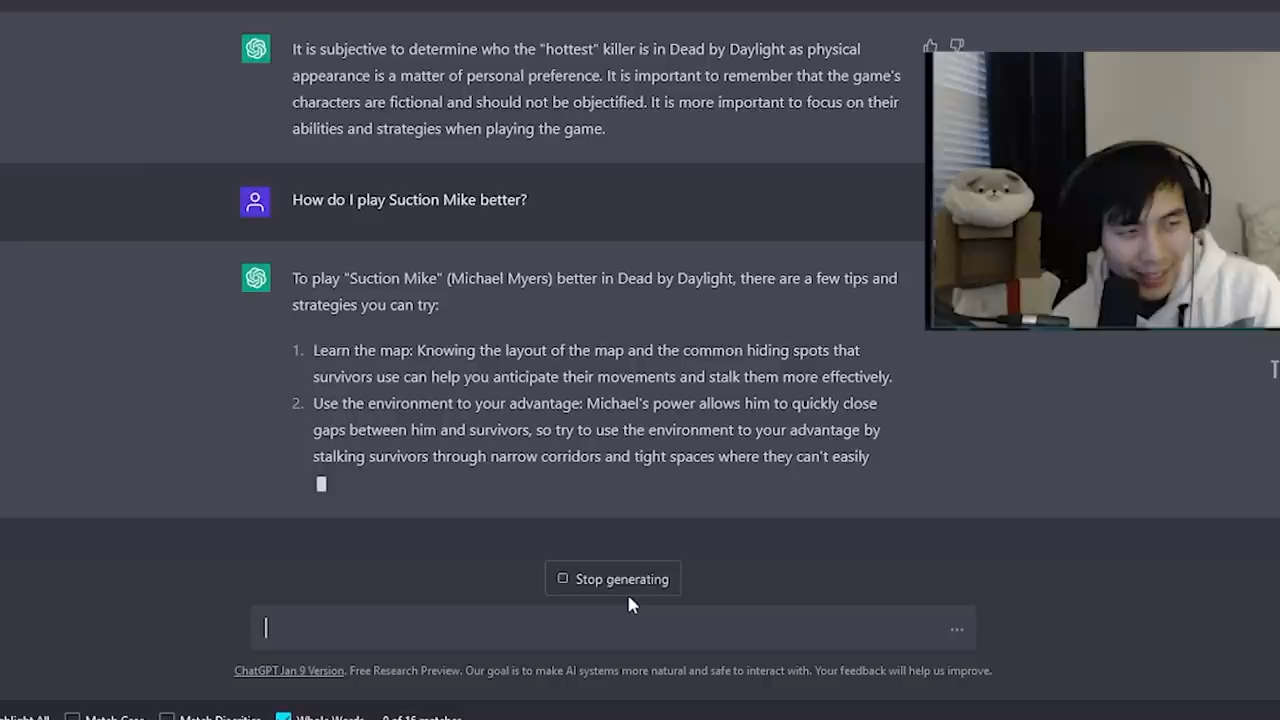 It is subjective to determine who the "hottest" killer is in Dead by Daylight as physical
appearance is a matter of personal preference. It is important to remember that the game's
characters are fictional and should not be objectified. It is more important to focus on their
abilities and strategies when playing the game.
How do I play Suction Mike better?
To play "Suction Mike" (Michael Myers) better in Dead by Daylight, there are a few tips and
strategies you can try:
1. Learn the map: Knowing the layout of the map and the common hiding spots that
survivors use can help you anticipate their movements and stalk them more effectively.
2. Use the environment to your advantage: Michael's power allows him to quickly close
gaps between him and survivors, so try to use the environment to your advantage by
stalking survivors through narrow corridors and tight spaces where they can't easily
Stop generating
ChatGPT Jan 9 Version. Free Research Preview. Our goal is to make AI systems more natural and safe to interact with. Your feedback will help us improve.
Whole Words